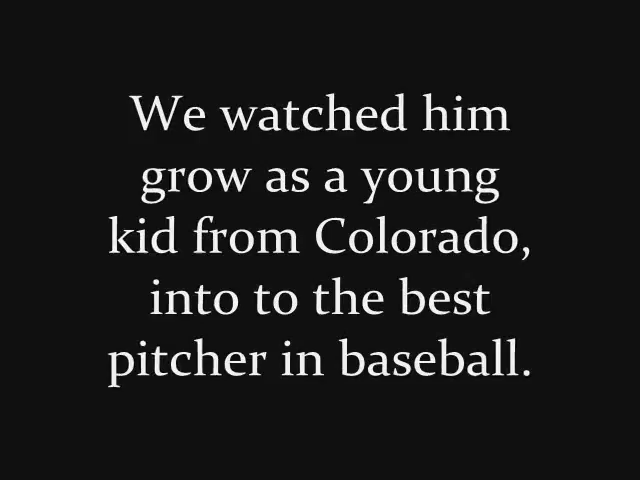 We watched him
grow as a young
kid from Colorado,
into to the best
pitcher in baseball.